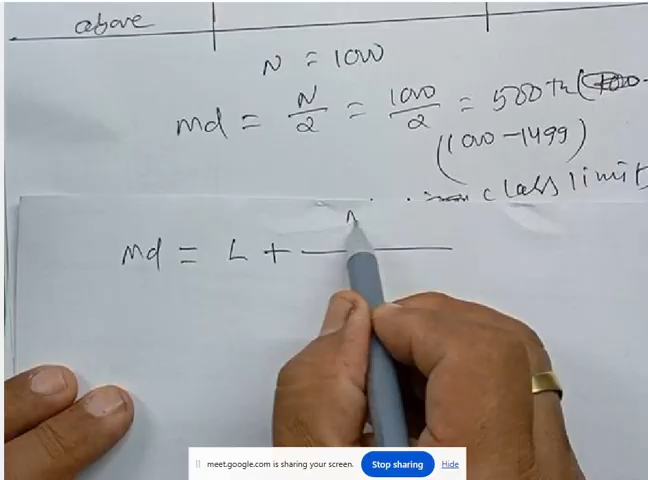 above
N = 1000
Md = N/2 = 1000/2 = 500th (
(1000-1499)
class limit
Md = L +
meet.google.com is sharing your screen. Stop sharing Hide